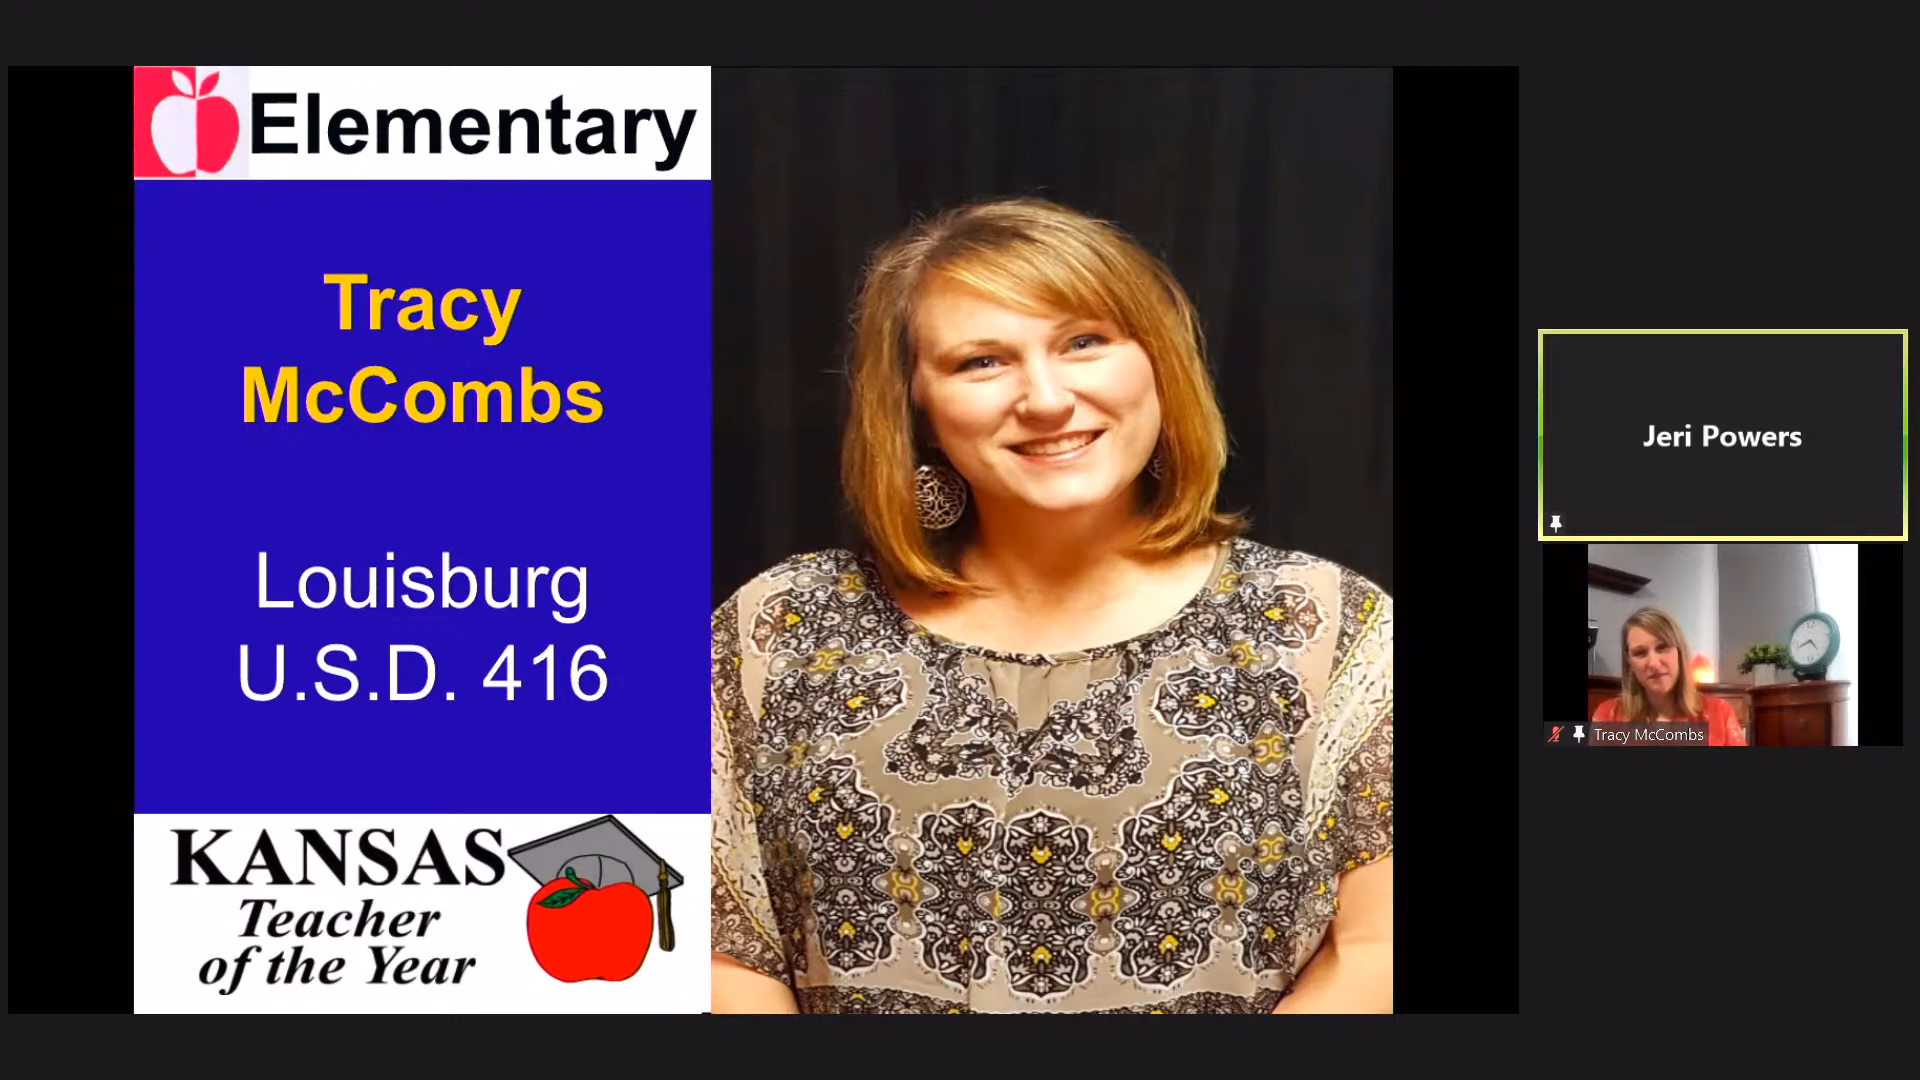 Elementary
Tracy
McCombs
Louisburg
U.S.D. 416
KANSAS
Teacher
of the Year
Jeri Powers
Tracy McCombs